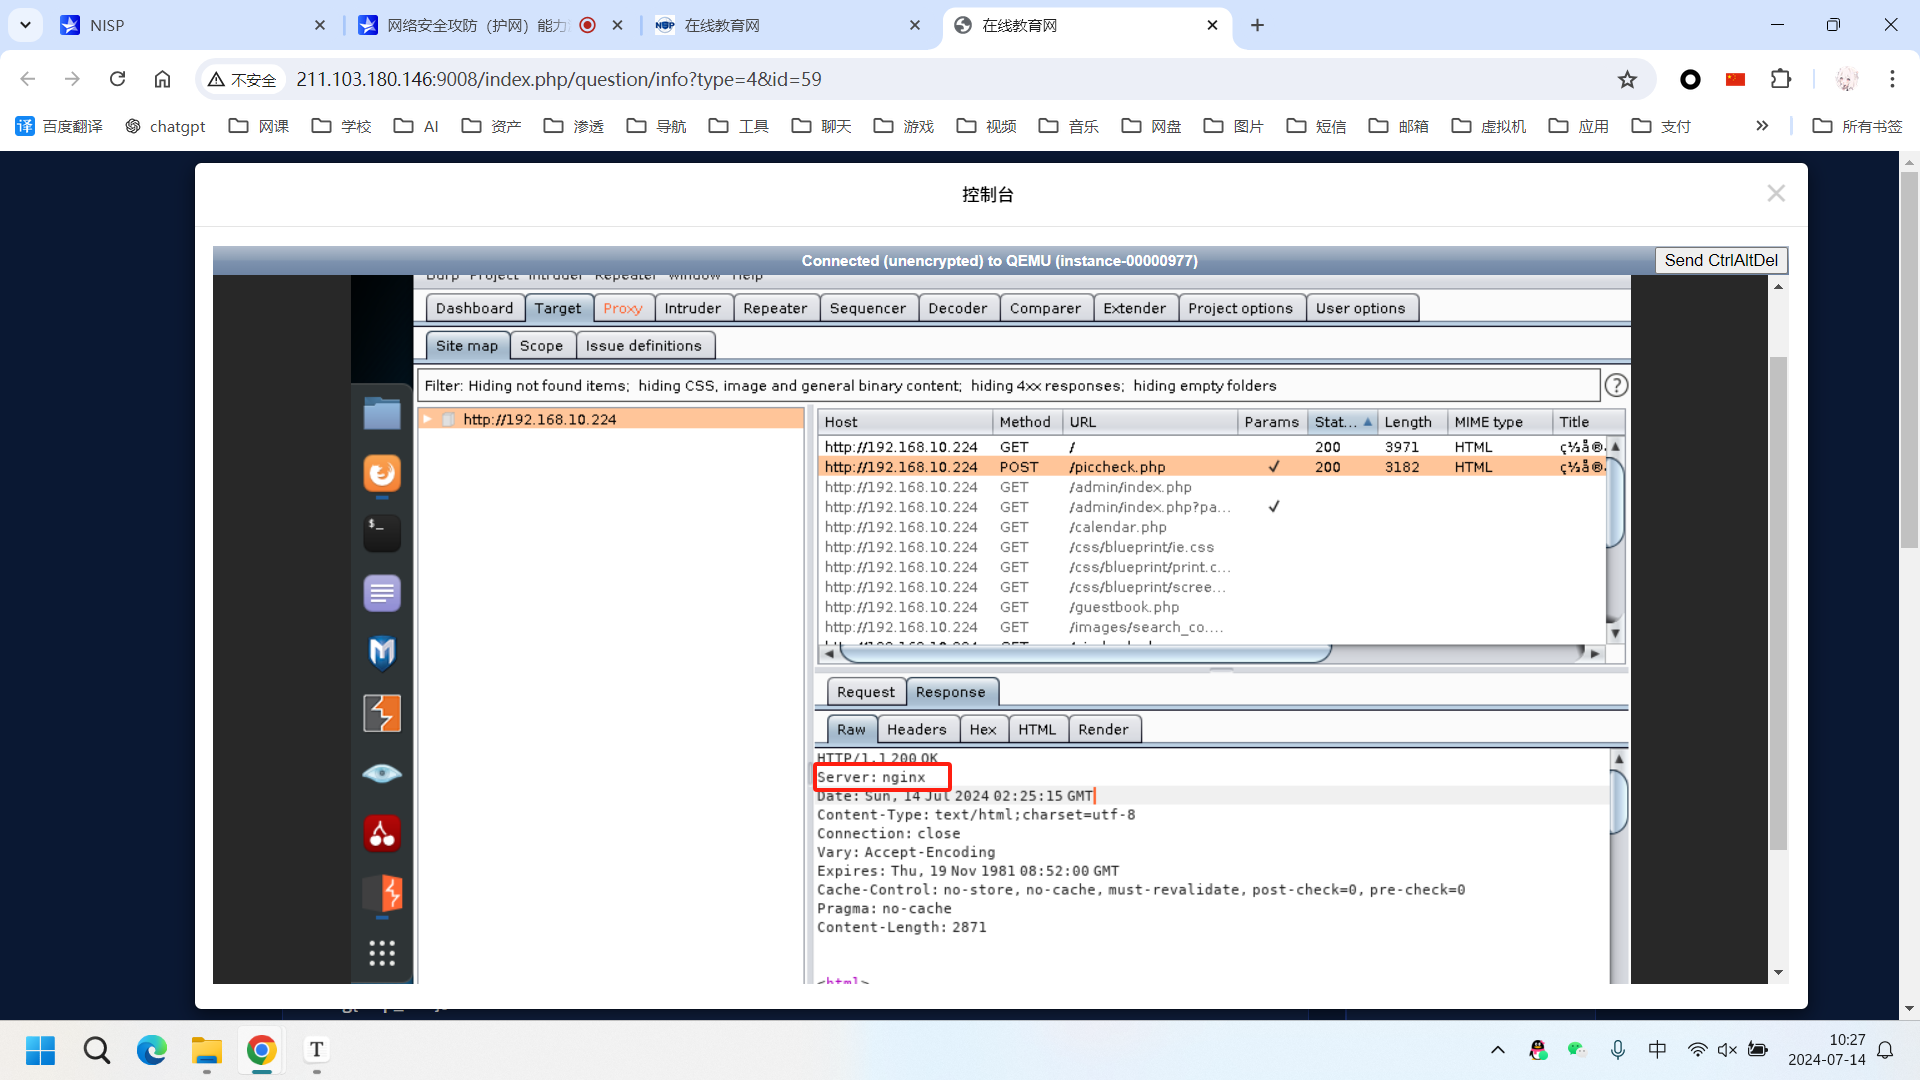 NISP
网络安全攻防（护网）能力
在线教育网
在线教育网
不安全
211.103.180.146:9008/index.php/question/info?type=4&id=59
百度翻译 chatgpt 网课 学校 AI 资产 渗透 导航 工具 聊天 游戏 视频 音乐 网盘 图片 短信 邮箱 虚拟机 应用 支付 所有书签
控制台
Connected (unencrypted) to QEMU (instance-00000977)
Send CtrlAltDel
Burp Project Intruder Repeater Window Help
Dashboard Target Proxy Intruder Repeater Sequencer Decoder Comparer Extender Project options User options
Site map Scope Issue definitions
Filter: Hiding not found items; hiding CSS, image and general binary content; hiding 4xx responses; hiding empty folders
?
http://192.168.10.224
Host Method URL Params Stat... Length MIME type Title
http://192.168.10.224 GET / 200 3971 HTML ç½å®.
http://192.168.10.224 POST /piccheck.php ✓ 200 3182 HTML ç½å®.
http://192.168.10.224 GET /admin/index.php
http://192.168.10.224 GET /admin/index.php?pa... ✓
http://192.168.10.224 GET /calendar.php
http://192.168.10.224 GET /css/blueprint/ie.css
http://192.168.10.224 GET /css/blueprint/print.c...
http://192.168.10.224 GET /css/blueprint/scree...
http://192.168.10.224 GET /guestbook.php
http://192.168.10.224 GET /images/search_co....
Request Response
Raw Headers Hex HTML Render
HTTP/1.1 200 OK
Server: nginx
Date: Sun, 14 Jul 2024 02:25:15 GMT
Content-Type: text/html;charset=utf-8
Connection: close
Vary: Accept-Encoding
Expires: Thu, 19 Nov 1981 08:52:00 GMT
Cache-Control: no-store, no-cache, must-revalidate, post-check=0, pre-check=0
Pragma: no-cache
Content-Length: 2871
<html>
中
10:27
2024-07-14